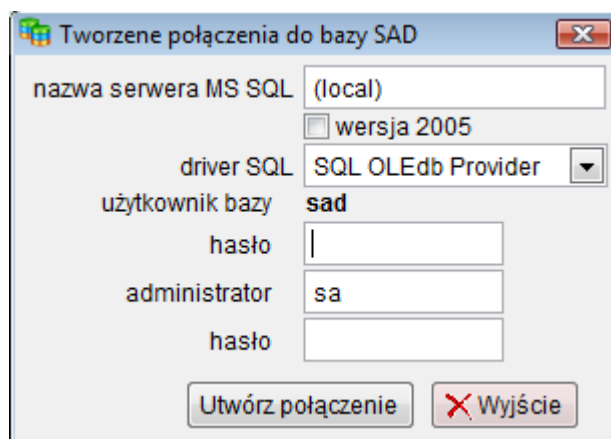 Tworzene połączenia do bazy SAD
nazwa serwera MS SQL (local)
wersja 2005
driver SQL SQL OLEdb Provider
użytkownik bazy sad
hasło
administrator sa
hasło
Utwórz połączenie Wyjście